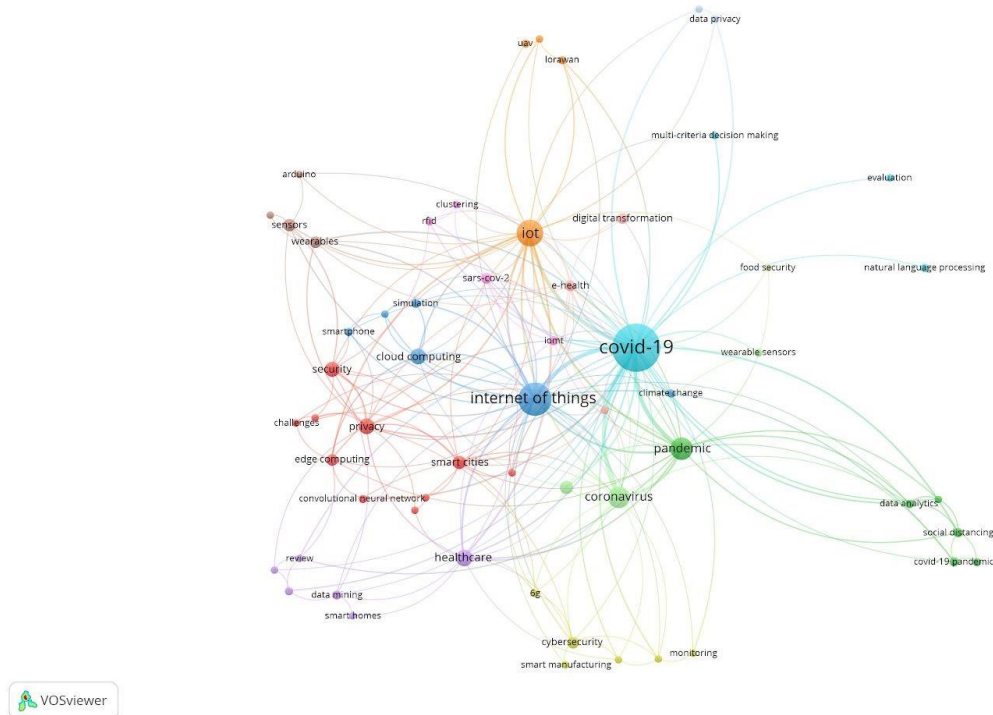 data privacy
uav
lorawan
multi-criteria decision making
arduino
evaluation
clustering
rfid
digital transformation
sensors
iot
wearables
food security
natural language processing
sars-cov-2
e-health
simulation
smartphone
iomt
covid-19
wearable sensors
cloud computing
security
climate change
internet of things
challenges
privacy
pandemic
edge computing
smart cities
convolutional neural network
coronavirus
data analytics
social distancing
healthcare
review
covid-19 pandemic
6g
data mining
smart homes
cybersecurity
monitoring
smart manufacturing
VOSviewer